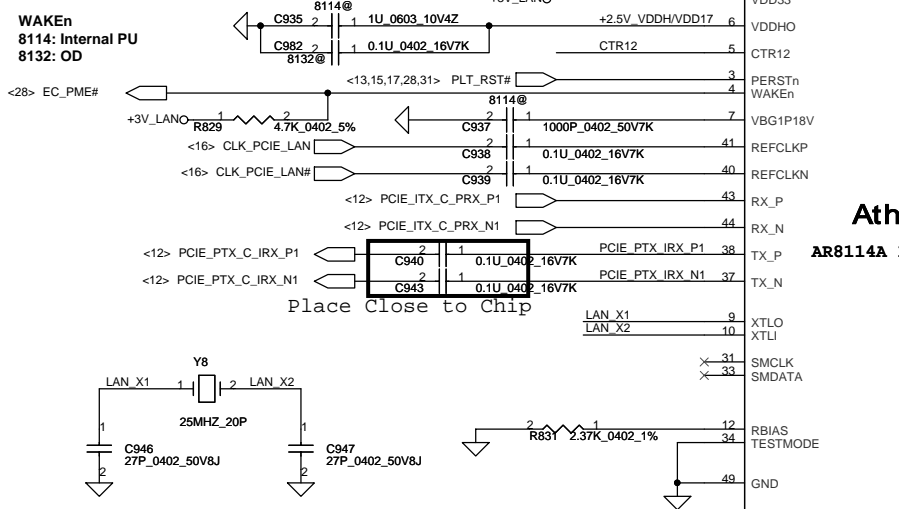 8114@
+3V_LAN
VDD33
WAKEn
8114: Internal PU
8132: OD
C935 2 1 1U_0603_10V4Z
+2.5V_VDDH/VDD17 6 VDDHO
C982 2 1 0.1U_0402_16V7K
8132@
CTR12 5 CTR12
<13,15,17,28,31> PLT_RST# 3 PERSTn
<28> EC_PME# 4 WAKEn
8114@
+3V_LAN 1 2
R829 4.7K_0402_5%
2 1 7 VBG1P18V
C937 1000P_0402_50V7K
<16> CLK_PCIE_LAN 2 1 41 REFCLKP
C938 0.1U_0402_16V7K
<16> CLK_PCIE_LAN# 2 1 40 REFCLKN
C939 0.1U_0402_16V7K
<12> PCIE_ITX_C_PRX_P1 43 RX_P
<12> PCIE_ITX_C_PRX_N1 44 RX_N
Ath
AR8114A
<12> PCIE_PTX_C_IRX_P1 2 1 PCIE_PTX_IRX_P1 38 TX_P
C940 0.1U_0402_16V7K
<12> PCIE_PTX_C_IRX_N1 2 1 PCIE_PTX_IRX_N1 37 TX_N
C943 0.1U_0402_16V7K
Place Close to Chip
LAN_X1 9 XTLO
LAN_X2 10 XTLI
31 SMCLK
33 SMDATA
Y8
LAN_X1 1 2 LAN_X2
25MHZ_20P
2 1 12 RBIAS
R831 2.37K_0402_1%
34 TESTMODE
1 1
C946 C947
27P_0402_50V8J 27P_0402_50V8J
2 2
49 GND